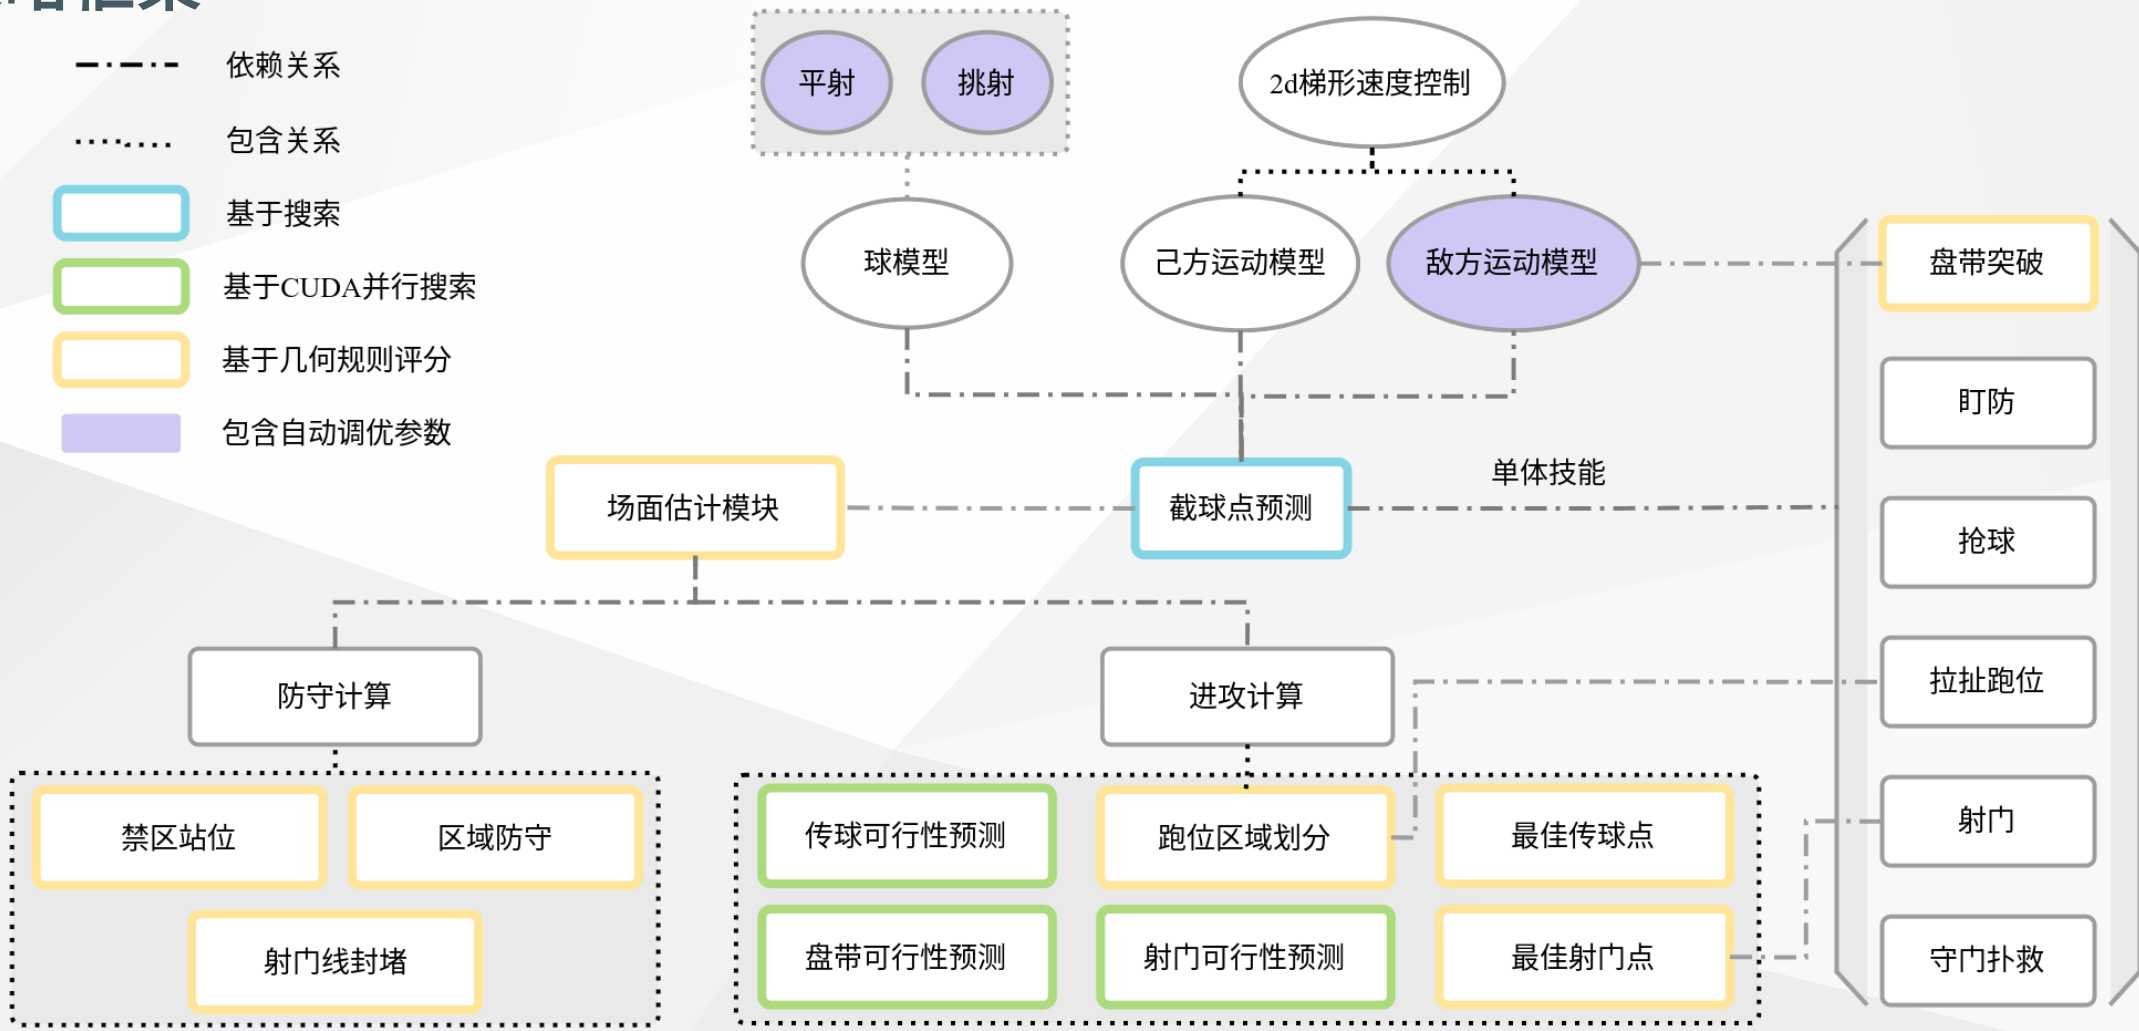 框架
依赖关系
包含关系
基于搜索
基于CUDA并行搜索
基于几何规则评分
包含自动调优参数
平射
挑射
2d梯形速度控制
球模型
己方运动模型
敌方运动模型
盘带突破
盯防
抢球
拉扯跑位
射门
守门扑救
场面估计模块
截球点预测
单体技能
防守计算
进攻计算
禁区站位
区域防守
射门线封堵
传球可行性预测
跑位区域划分
最佳传球点
盘带可行性预测
射门可行性预测
最佳射门点